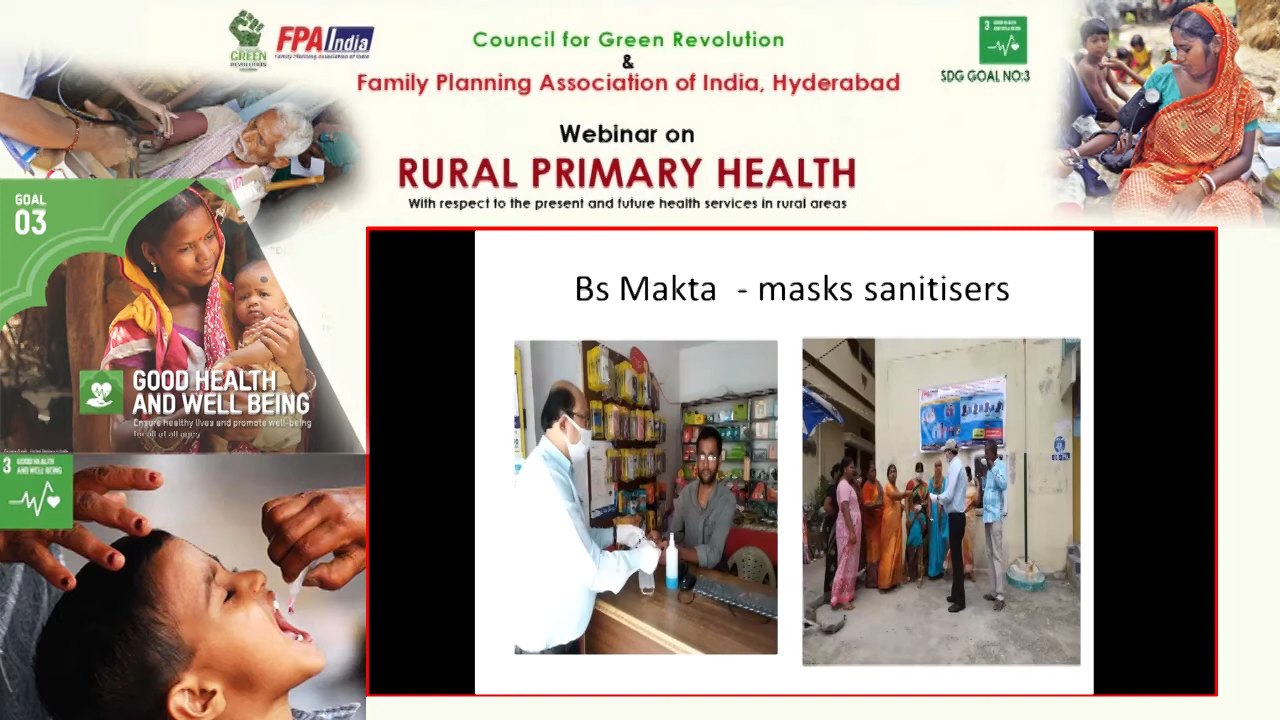 GREEN
REVOLUTION
FPA India
Family Planning Association of India
Council for Green Revolution
&
Family Planning Association of India, Hyderabad
3 GOOD HEALTH
AND WELL-BEING
SDG GOAL NO:3
Webinar on
RURAL PRIMARY HEALTH
With respect to the present and future health services in rural areas
GOAL
03
GOOD HEALTH
AND WELL BEING
Ensure healthy lives and promote well-being
for all at all ages
3 GOOD HEALTH
AND WELL-BEING
Bs Makta - masks sanitisers